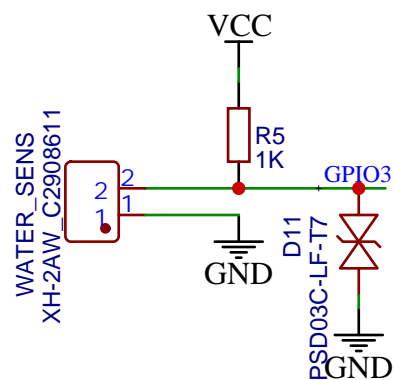 VCC
R5
1K
WATER_SENS
XH-2AW_C2908611
2
2
1
1
GPIO3
D11
PSD03C-LF-T7
GND
GND